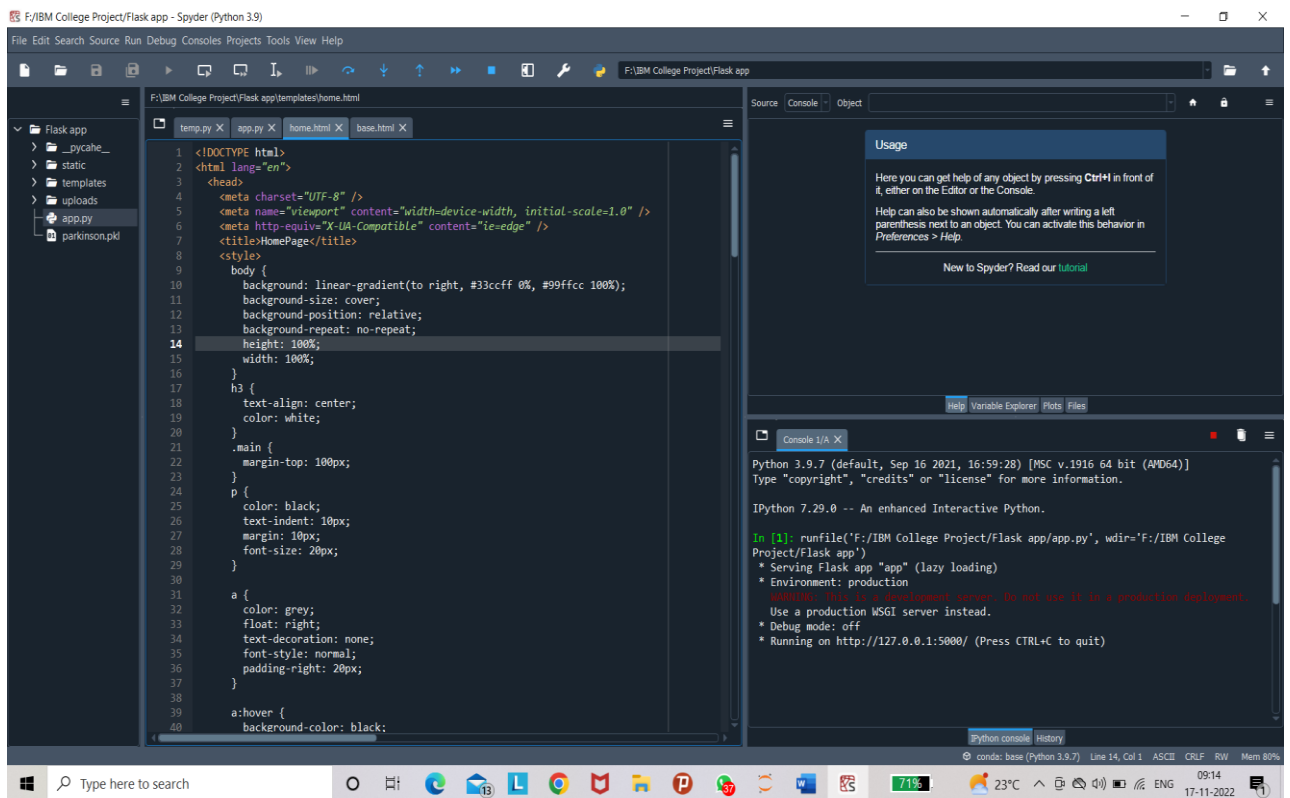 F:/IBM College Project/Flask app - Spyder (Python 3.9)
File Edit Search Source Run Debug Consoles Projects Tools View Help
F:\IBM College Project\Flask app
Flask app
_pycahe_
static
templates
uploads
app.py
parkinson.pkl
F:\IBM College Project\Flask app\templates\home.html
temp.py X app.py X home.html X base.html X
1 <!DOCTYPE html>
2 <html lang="en">
3 <head>
4 <meta charset="UTF-8" />
5 <meta name="viewport" content="width=device-width, initial-scale=1.0" />
6 <meta http-equiv="X-UA-Compatible" content="ie=edge" />
7 <title>HomePage</title>
8 <style>
9 body {
10 background: linear-gradient(to right, #33ccff 0%, #99ffcc 100%);
11 background-size: cover;
12 background-position: relative;
13 background-repeat: no-repeat;
14 height: 100%;
15 width: 100%;
16 }
17 h3 {
18 text-align: center;
19 color: white;
20 }
21 .main {
22 margin-top: 100px;
23 }
24 p {
25 color: black;
26 text-indent: 10px;
27 margin: 10px;
28 font-size: 20px;
29 }
30
31 a {
32 color: grey;
33 float: right;
34 text-decoration: none;
35 font-style: normal;
36 padding-right: 20px;
37 }
38
39 a:hover {
40 background-color: black;
Source Console Object
Usage
Here you can get help of any object by pressing Ctrl+I in front of
it, either on the Editor or the Console.
Help can also be shown automatically after writing a left
parenthesis next to an object. You can activate this behavior in
Preferences > Help.
New to Spyder? Read our tutorial
Help Variable Explorer Plots Files
Console 1/A X
Python 3.9.7 (default, Sep 16 2021, 16:59:28) [MSC v.1916 64 bit (AMD64)]
Type "copyright", "credits" or "license" for more information.
IPython 7.29.0 -- An enhanced Interactive Python.
In [1]: runfile('F:/IBM College Project/Flask app/app.py', wdir='F:/IBM College
Project/Flask app')
* Serving Flask app "app" (lazy loading)
* Environment: production
WARNING: This is a development server. Do not use it in a production deployment.
Use a production WSGI server instead.
* Debug mode: off
* Running on http://127.0.0.1:5000/ (Press CTRL+C to quit)
IPython console History
conda: base (Python 3.9.7) Line 14, Col 1 ASCII CRLF RW Mem 80%
Type here to search
13
L
71%
23°C
ENG
09:14
17-11-2022
1